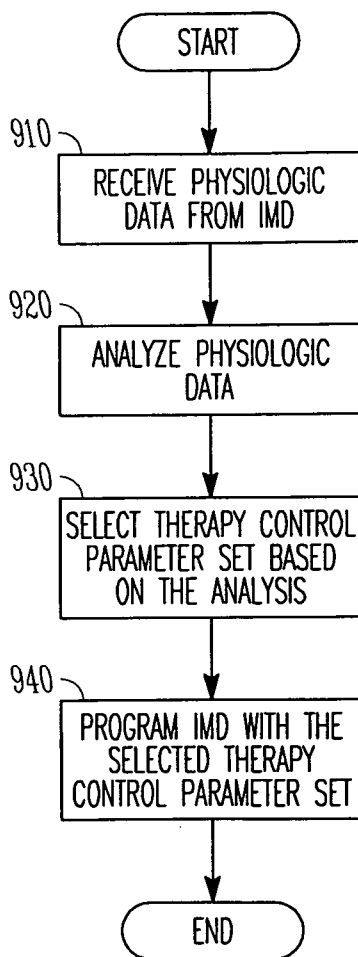 START
910
RECEIVE PHYSIOLOGIC
DATA FROM IMD
920
ANALYZE PHYSIOLOGIC
DATA
930
SELECT THERAPY CONTROL
PARAMETER SET BASED
ON THE ANALYSIS
940
PROGRAM IMD WITH THE
SELECTED THERAPY
CONTROL PARAMETER SET
END